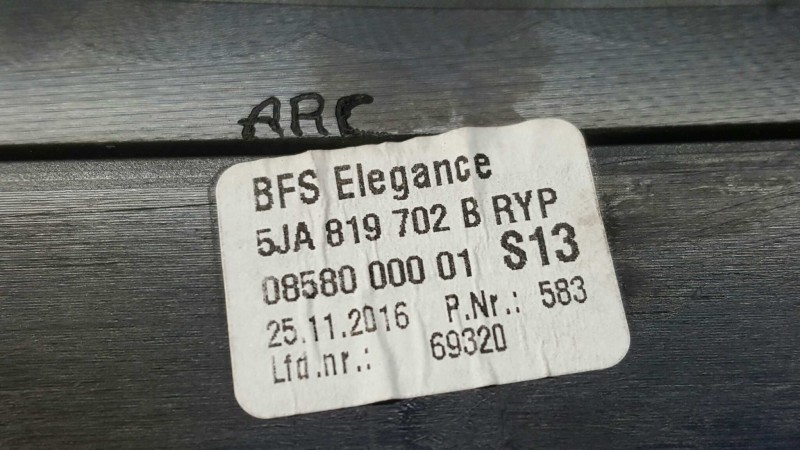 ARC
BFS Elegance
5JA 819 702 B RYP
08580 000 01 S13
25.11.2016 P.Nr.: 583
Lfd.nr.: 69320